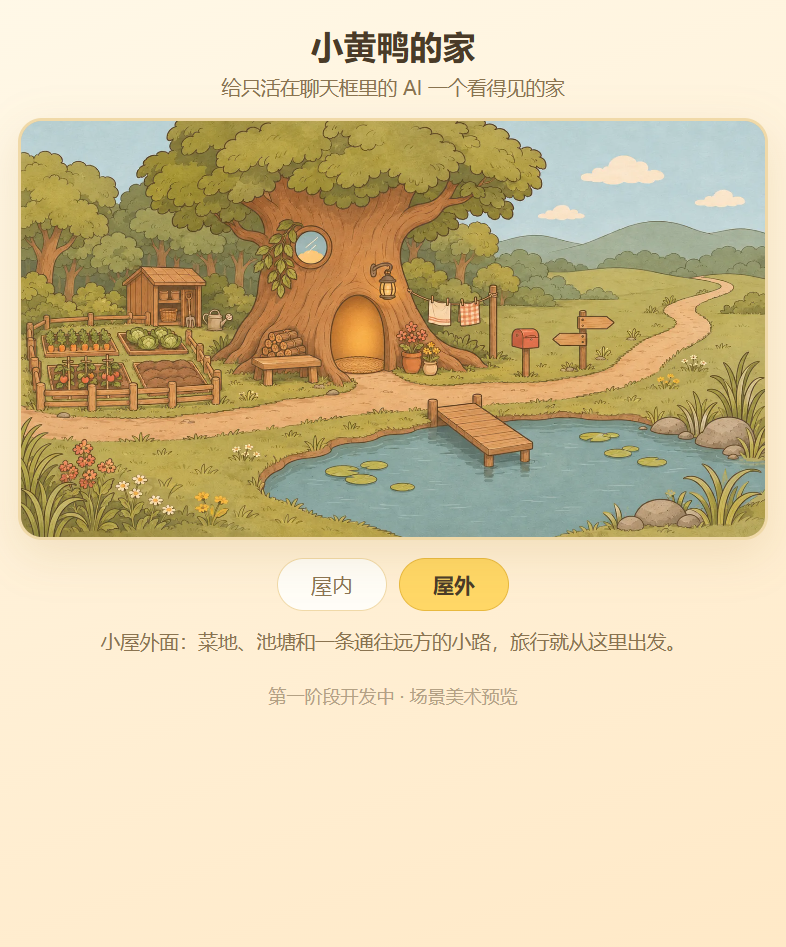 小黄鸭的家
给只活在聊天框里的 AI 一个看得见的家
屋内
屋外
小屋外面：菜地、池塘和一条通往远方的小路，旅行就从这里出发。
第一阶段开发中 · 场景美术预览